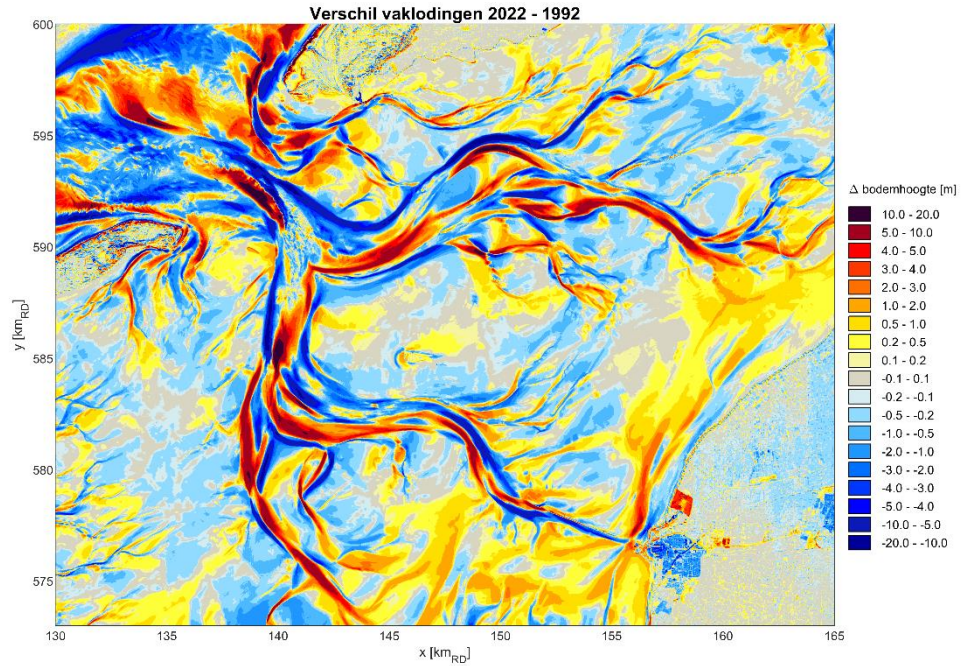 Verschil vaklodingen 2022 - 1992
600
595
590
585
580
575
y [km_RD]
130
135
140
145
150
155
160
165
x [km_RD]
Δ bodemhoogte [m]
10.0 - 20.0
5.0 - 10.0
4.0 - 5.0
3.0 - 4.0
2.0 - 3.0
1.0 - 2.0
0.5 - 1.0
0.2 - 0.5
0.1 - 0.2
-0.1 - 0.1
-0.2 - -0.1
-0.5 - -0.2
-1.0 - -0.5
-2.0 - -1.0
-3.0 - -2.0
-4.0 - -3.0
-5.0 - -4.0
-10.0 - -5.0
-20.0 - -10.0